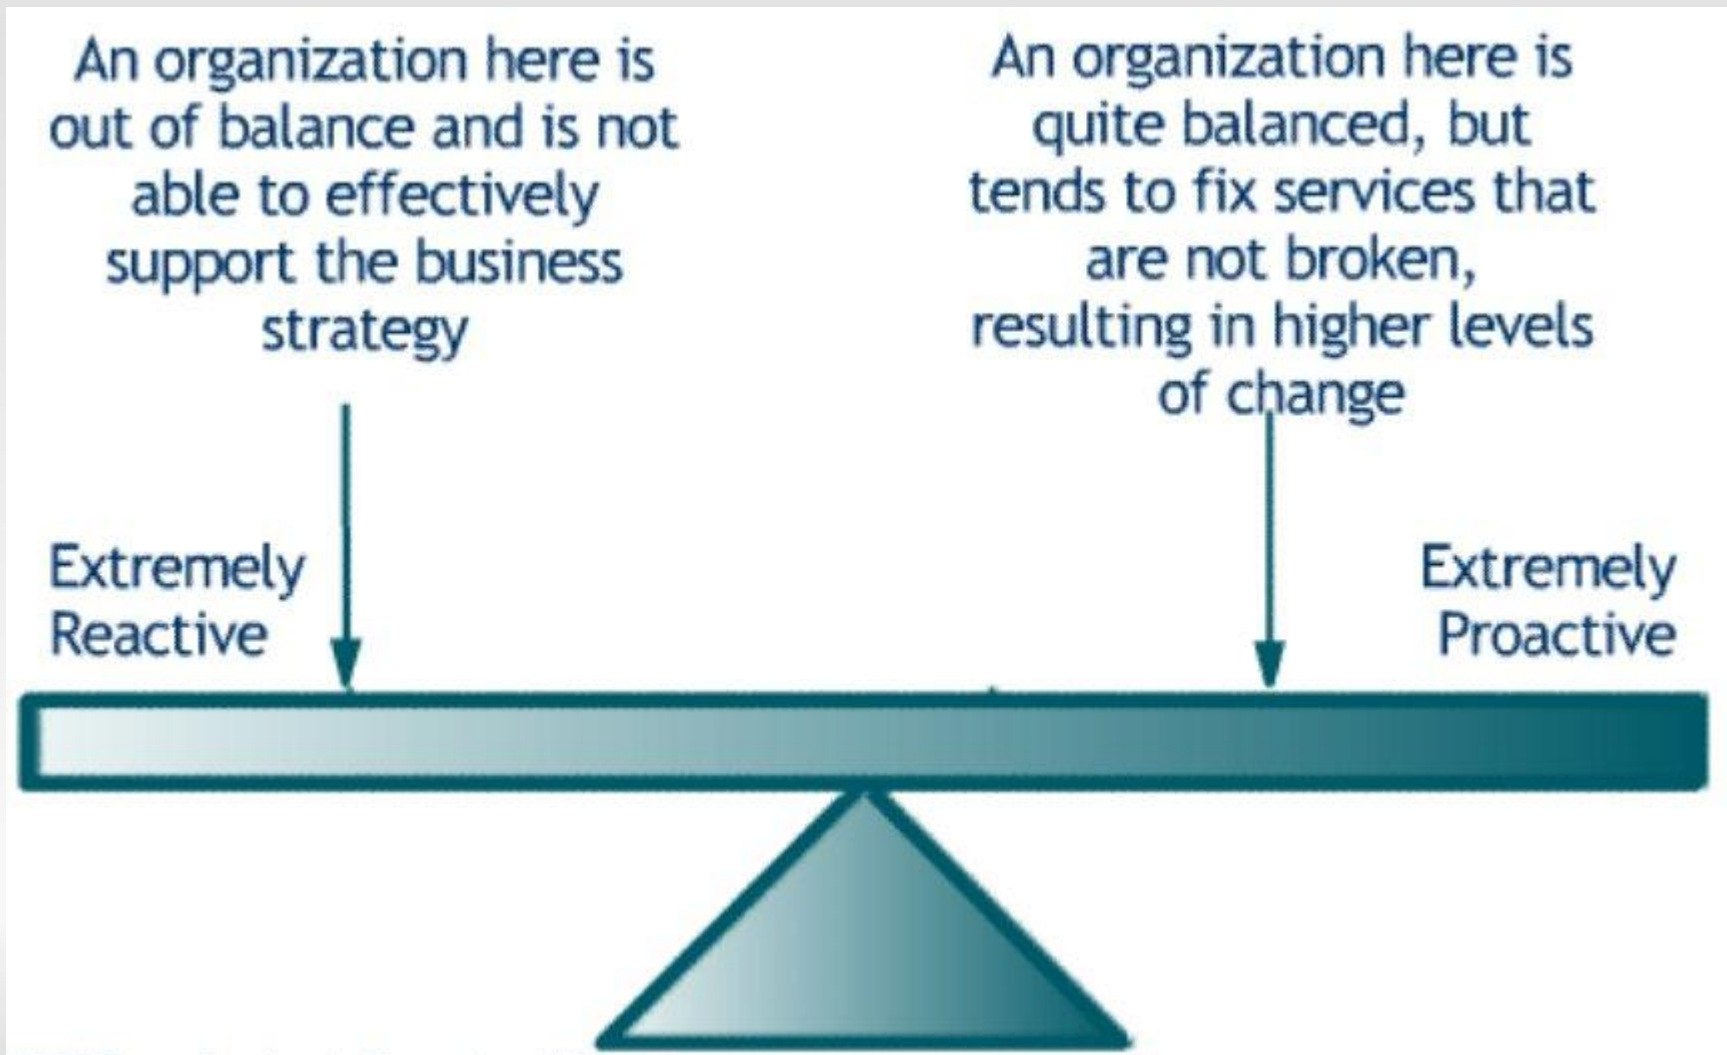 An organization here is
out of balance and is not
able to effectively
support the business
strategy
An organization here is
quite balanced, but
tends to fix services that
are not broken,
resulting in higher levels
of change
Extremely
Reactive
Extremely
Proactive